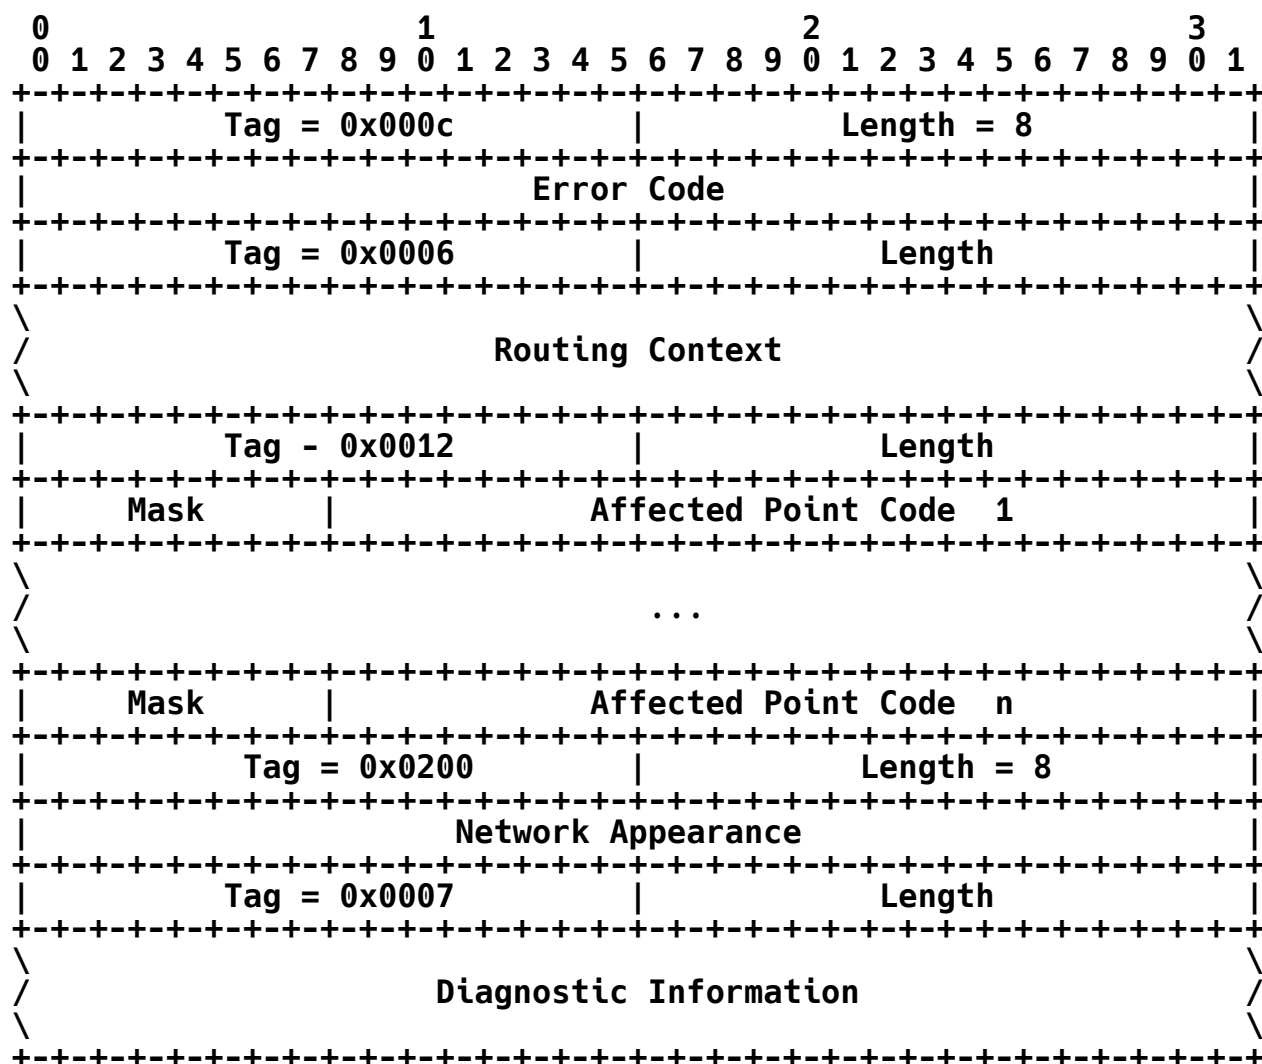 0                   1                   2                   3
 0 1 2 3 4 5 6 7 8 9 0 1 2 3 4 5 6 7 8 9 0 1 2 3 4 5 6 7 8 9 0 1
+-+-+-+-+-+-+-+-+-+-+-+-+-+-+-+-+-+-+-+-+-+-+-+-+-+-+-+-+-+-+-+-+
|          Tag = 0x000c         |          Length = 8           |
+-+-+-+-+-+-+-+-+-+-+-+-+-+-+-+-+-+-+-+-+-+-+-+-+-+-+-+-+-+-+-+-+
|                          Error Code                           |
+-+-+-+-+-+-+-+-+-+-+-+-+-+-+-+-+-+-+-+-+-+-+-+-+-+-+-+-+-+-+-+-+
|          Tag = 0x0006         |            Length             |
+-+-+-+-+-+-+-+-+-+-+-+-+-+-+-+-+-+-+-+-+-+-+-+-+-+-+-+-+-+-+-+-+
\                                                               \
/                        Routing Context                        /
\                                                               \
+-+-+-+-+-+-+-+-+-+-+-+-+-+-+-+-+-+-+-+-+-+-+-+-+-+-+-+-+-+-+-+-+
|          Tag - 0x0012         |            Length             |
+-+-+-+-+-+-+-+-+-+-+-+-+-+-+-+-+-+-+-+-+-+-+-+-+-+-+-+-+-+-+-+-+
|     Mask      |             Affected Point Code  1            |
+-+-+-+-+-+-+-+-+-+-+-+-+-+-+-+-+-+-+-+-+-+-+-+-+-+-+-+-+-+-+-+-+
\                                                               \
/                                ...                            /
\                                                               \
+-+-+-+-+-+-+-+-+-+-+-+-+-+-+-+-+-+-+-+-+-+-+-+-+-+-+-+-+-+-+-+-+
|     Mask      |             Affected Point Code  n            |
+-+-+-+-+-+-+-+-+-+-+-+-+-+-+-+-+-+-+-+-+-+-+-+-+-+-+-+-+-+-+-+-+
|           Tag = 0x0200        |           Length = 8          |
+-+-+-+-+-+-+-+-+-+-+-+-+-+-+-+-+-+-+-+-+-+-+-+-+-+-+-+-+-+-+-+-+
|                      Network Appearance                       |
+-+-+-+-+-+-+-+-+-+-+-+-+-+-+-+-+-+-+-+-+-+-+-+-+-+-+-+-+-+-+-+-+
|          Tag = 0x0007         |            Length             |
+-+-+-+-+-+-+-+-+-+-+-+-+-+-+-+-+-+-+-+-+-+-+-+-+-+-+-+-+-+-+-+-+
\                                                               \
/                     Diagnostic Information                    /
\                                                               \
+-+-+-+-+-+-+-+-+-+-+-+-+-+-+-+-+-+-+-+-+-+-+-+-+-+-+-+-+-+-+-+-+